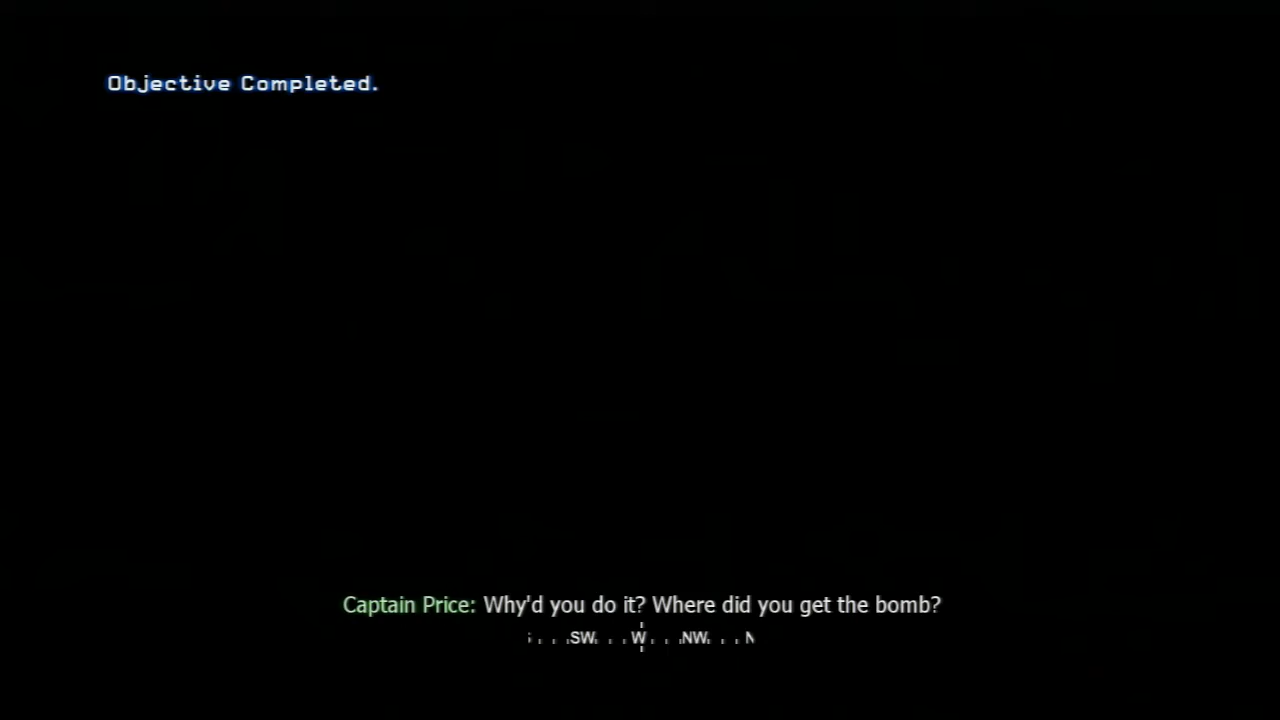 Objective Completed.
Captain Price: Why'd you do it? Where did you get the bomb?
SW W NW N